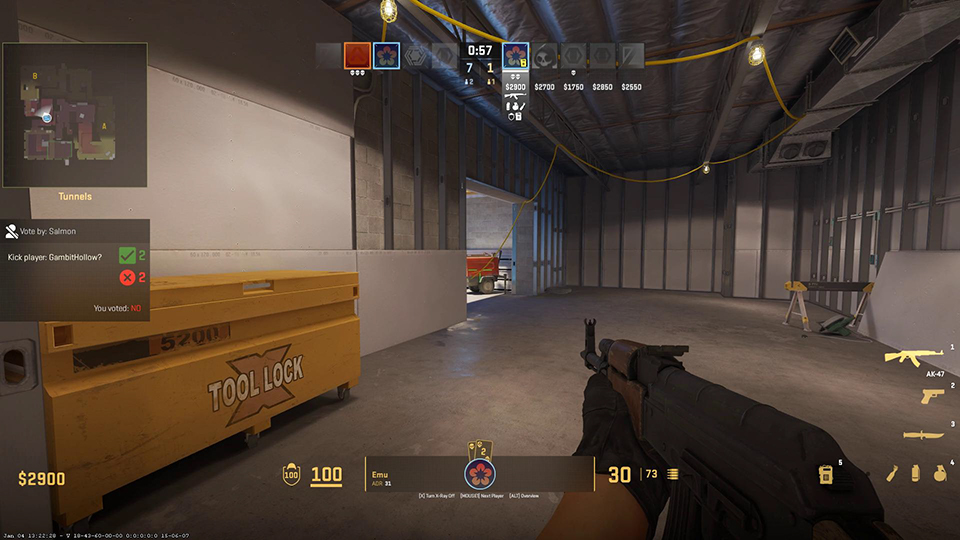 0:57
7 1
2 1
$2900 $2700 $1750 $2850 $2550
B
A
Tunnels
Vote by: Salmon
Kick player: GambitHollow? 2
2
You voted: NO
5200
TOOL LOCK
1
AK-47
2
3
4
5
$2900
100 100
Emu
ADR 31
2
30 | 73
[X] Turn X-Ray Off [MOUSE1] Next Player [ALT] Overview